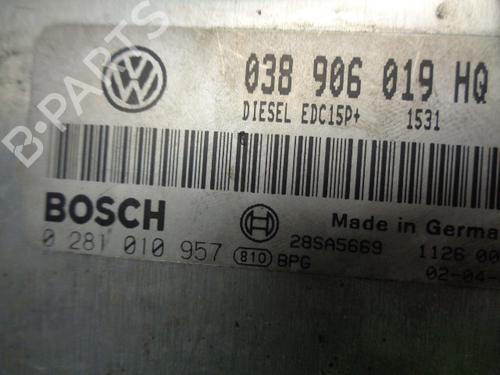 B-PARTS
038 906 019 HQ
DIESEL EDC15P+ 1531
BOSCH
Made in Germa
0 281 010 957 810 BPG 28SA5669 1126 00
02-04-